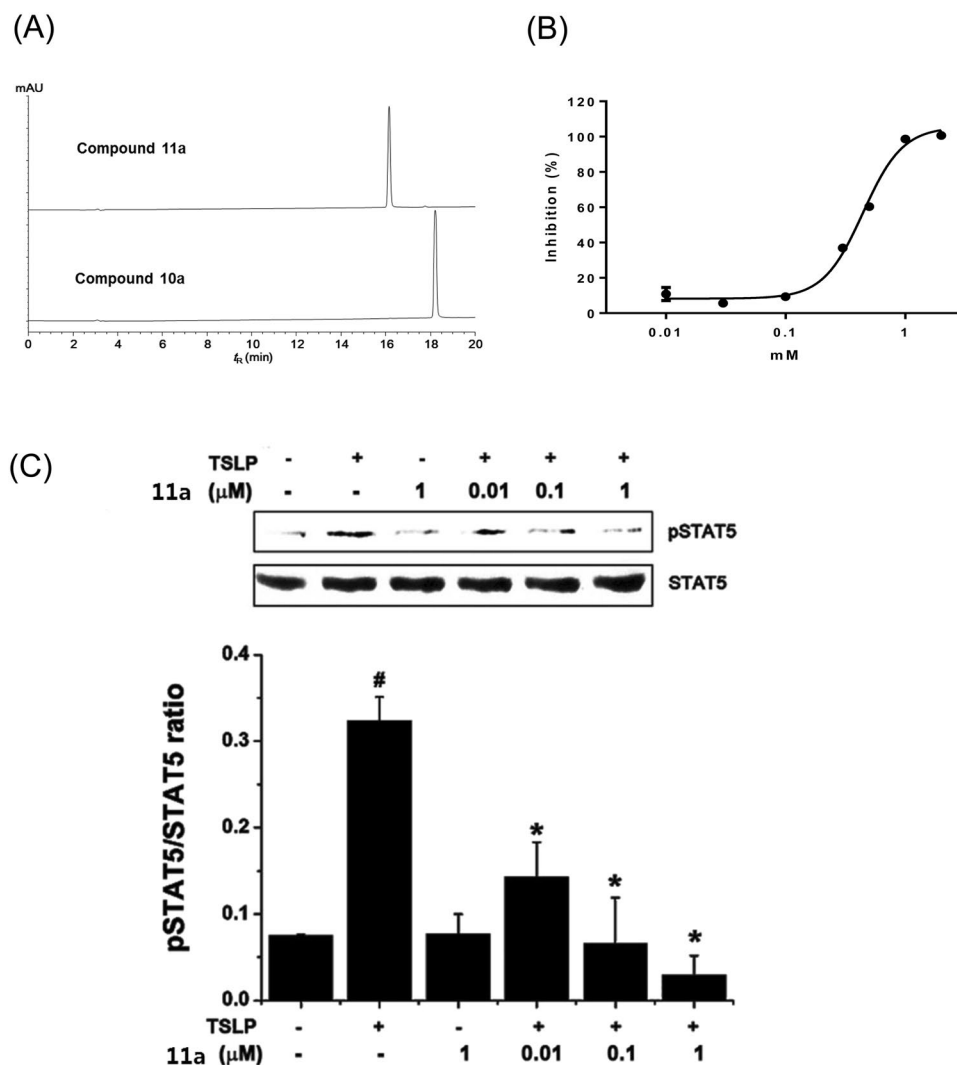 (A)
mAU
Compound 11a
Compound 10a
0 2 4 6 8 10 12 14 16 18 20
tR (min)
(B)
Inhibition (%)
120
100
80
60
40
20
0
0.01 0.1 1
mM
(C)
TSLP - + - + + +
11a (μM) - - 1 0.01 0.1 1
pSTAT5
STAT5
pSTAT5/STAT5 ratio
0.4
0.3
0.2
0.1
0.0
#
*
*
*
TSLP - + - + + +
11a (μM) - - 1 0.01 0.1 1